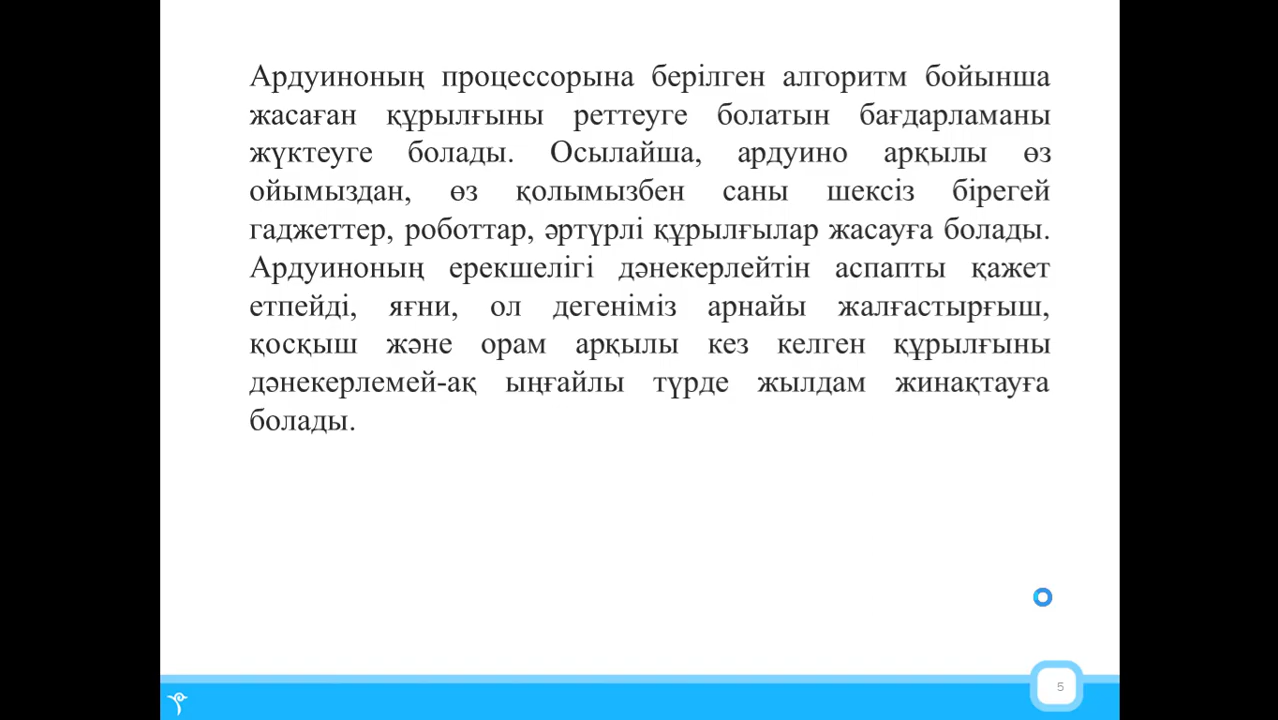 Ардуиноның процессорына берілген алгоритм бойынша
жасаған құрылғыны реттеуге болатын бағдарламаны
жүктеуге болады. Осылайша, ардуино арқылы өз
ойымыздан, өз қолымызбен саны шексіз бірегей
гаджеттер, роботтар, әртүрлі құрылғылар жасауға болады.
Ардуиноның ерекшелігі дәнекерлейтін аспапты қажет
етпейді, яғни, ол дегеніміз арнайы жалғастырғыш,
қосқыш және орам арқылы кез келген құрылғыны
дәнекерлемей-ақ ыңғайлы түрде жылдам жинақтауға
болады.
5